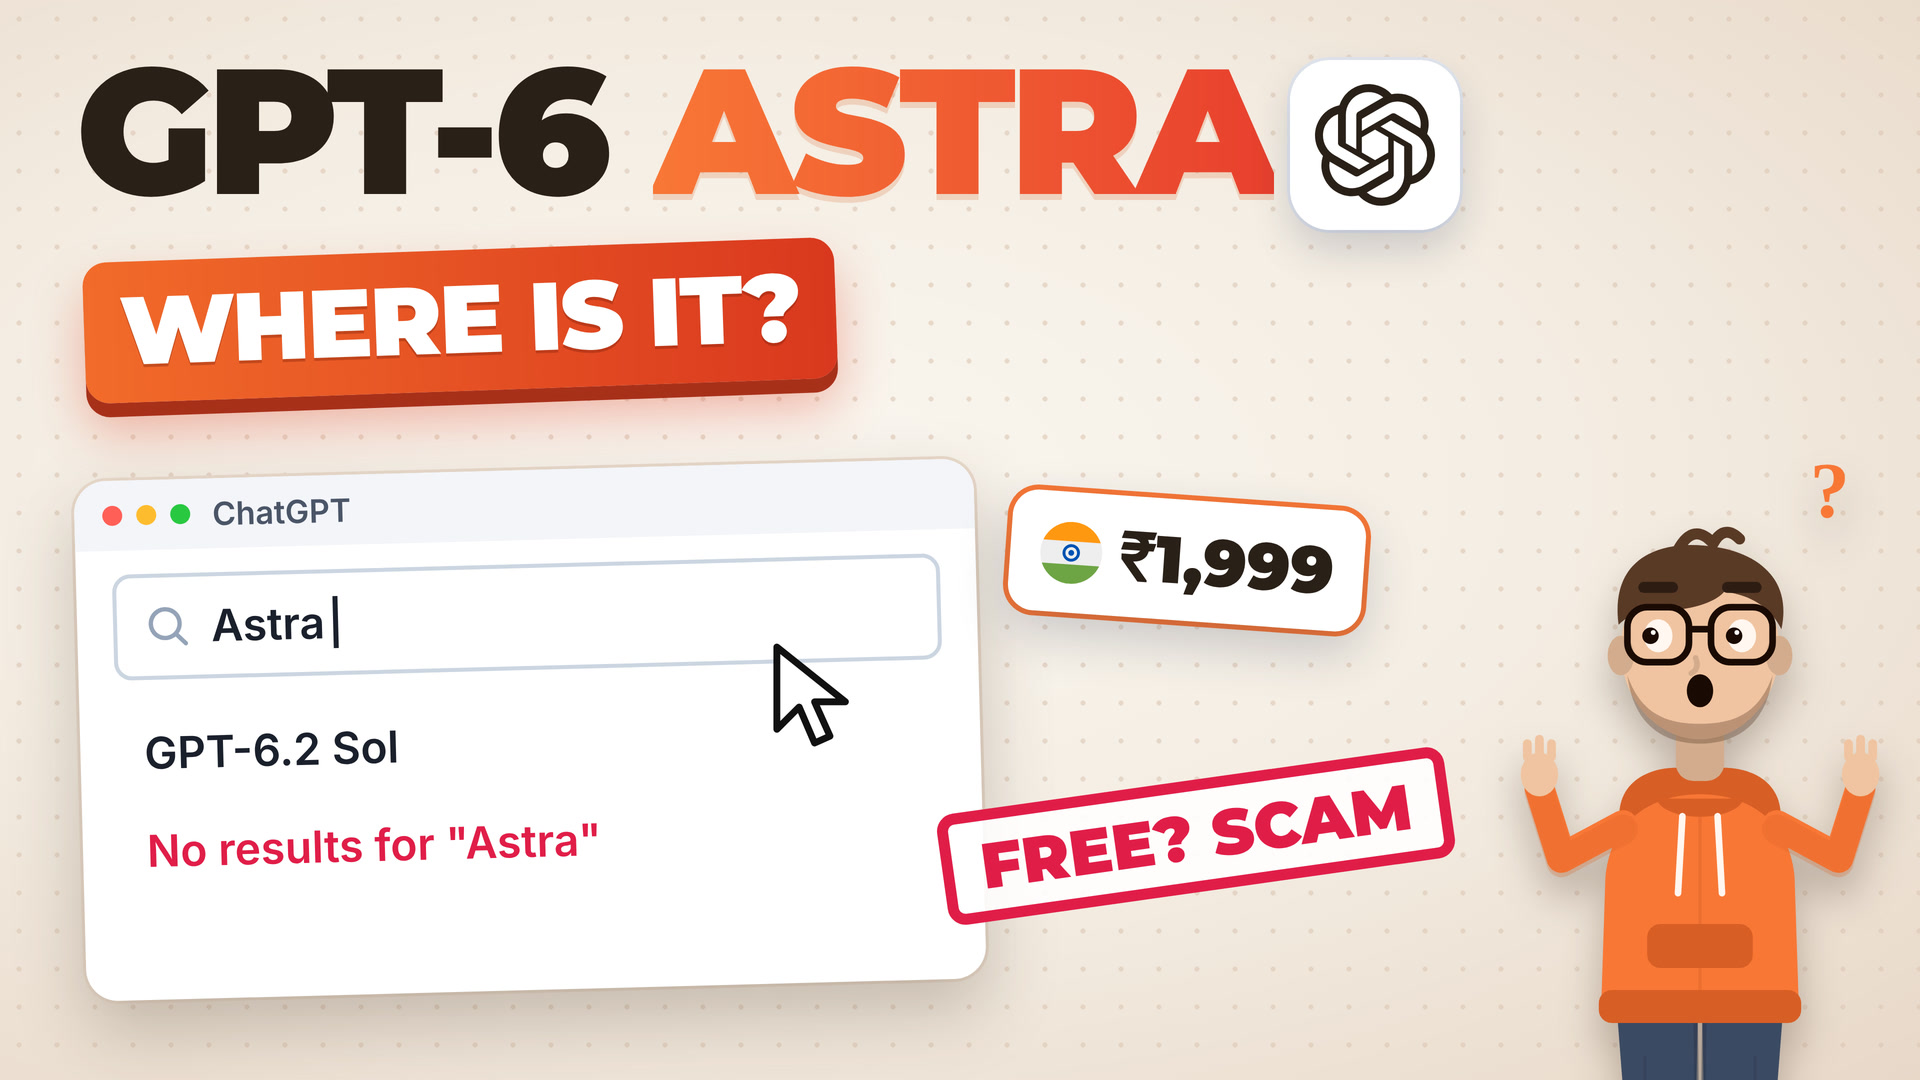 GPT-6 ASTRA
WHERE IS IT?
ChatGPT
Astra
GPT-6.2 Sol
No results for "Astra"
₹1,999
FREE? SCAM
?